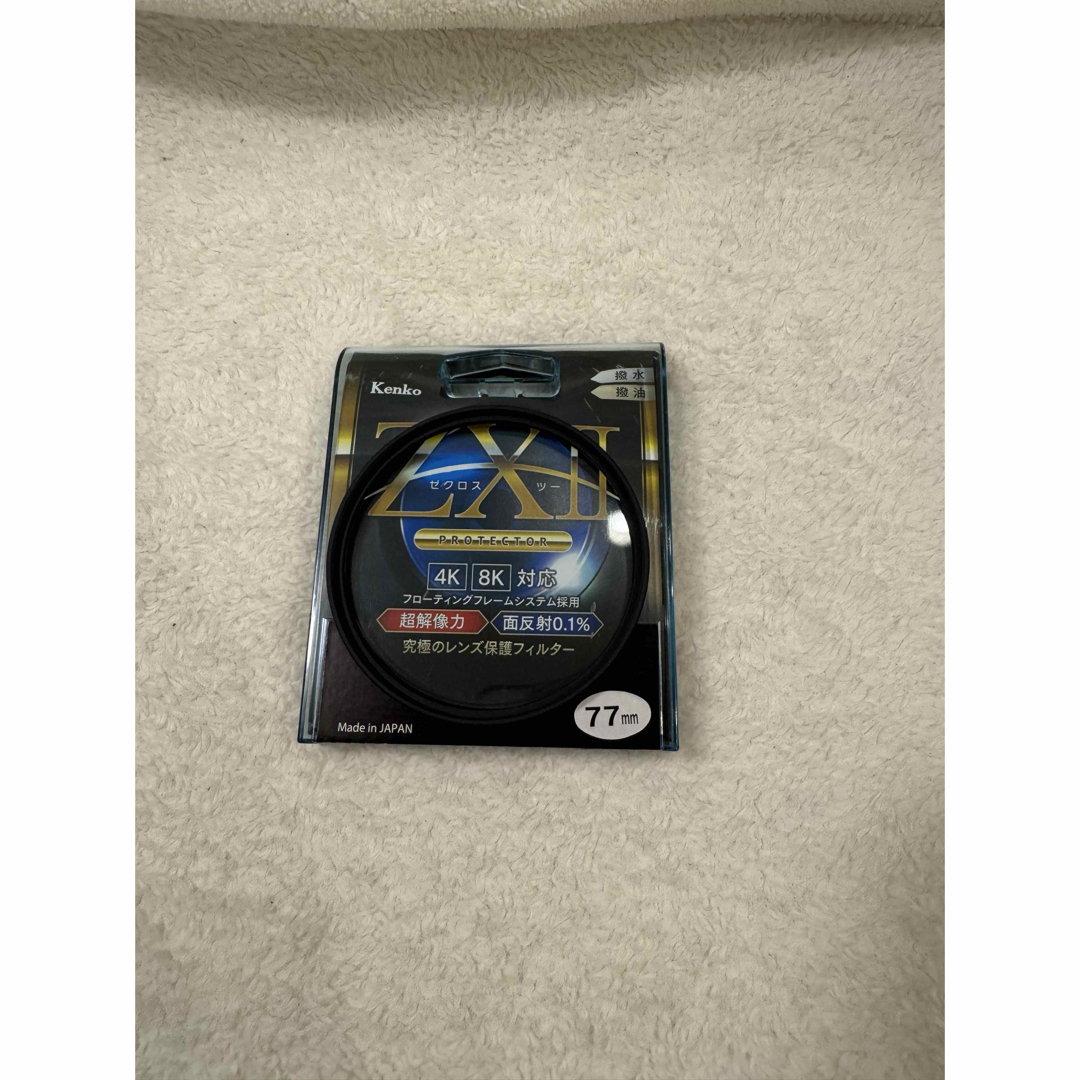 Kenko
撥水
撥油
ZXII
ゼクロス ツー
PROTECTOR
4K 8K 対応
フローティングフレームシステム採用
超解像力 面反射0.1%
究極のレンズ保護フィルター
77mm
Made in JAPAN